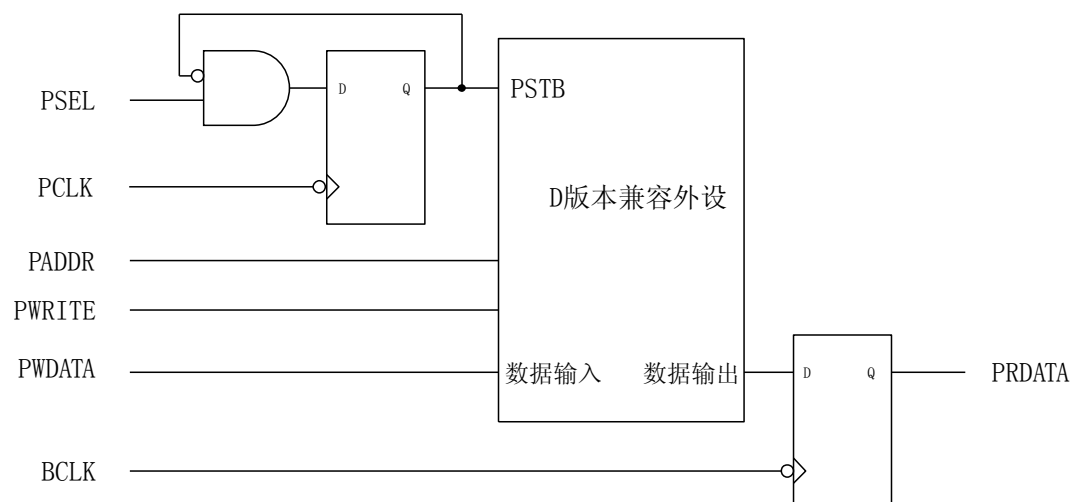 PSEL
D
Q
PSTB
PCLK
D版本兼容外设
PADDR
PWRITE
PWDATA
数据输入
数据输出
D
Q
PRDATA
BCLK